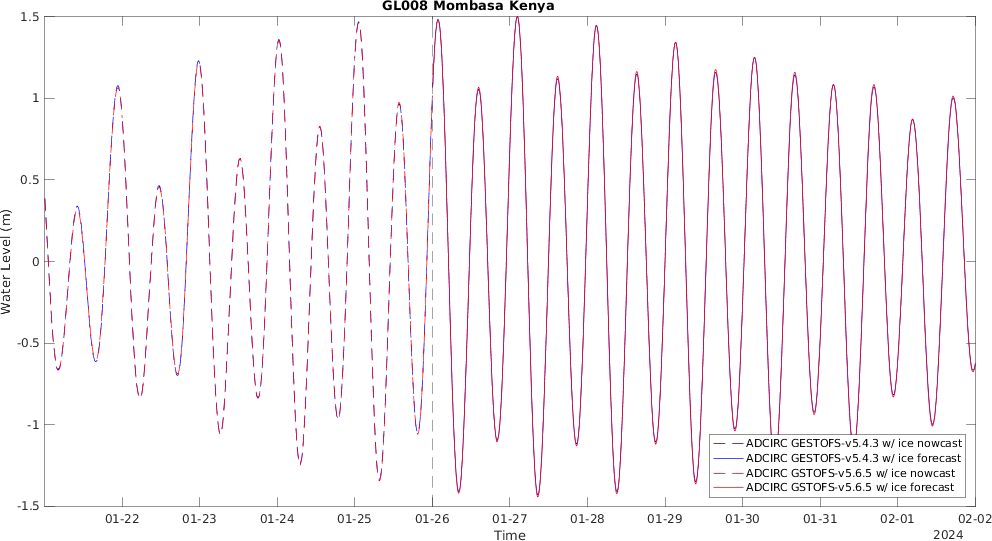 GL008 Mombasa Kenya
1.5
1
0.5
0
-0.5
-1
-1.5
Water Level (m)
01-22
01-23
01-24
01-25
01-26
01-27
01-28
01-29
01-30
01-31
02-01
02-02
Time
2024
ADCIRC GESTOFS-v5.4.3 w/ ice nowcast
ADCIRC GESTOFS-v5.4.3 w/ ice forecast
ADCIRC GSTOFS-v5.6.5 w/ ice nowcast
ADCIRC GSTOFS-v5.6.5 w/ ice forecast